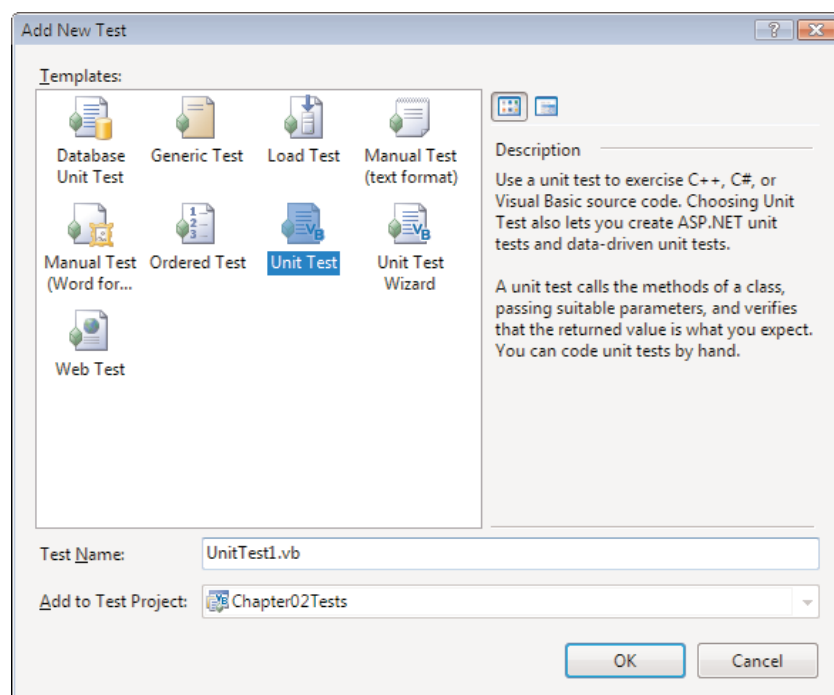 Add New Test
Templates:
Database
Unit Test
Generic Test
Load Test
Manual Test
(text format)
Manual Test
(Word for...
Ordered Test
Unit Test
Unit Test
Wizard
Web Test
Description
Use a unit test to exercise C++, C#, or
Visual Basic source code. Choosing Unit
Test also lets you create ASP.NET unit
tests and data-driven unit tests.
A unit test calls the methods of a class,
passing suitable parameters, and verifies
that the returned value is what you expect.
You can code unit tests by hand.
Test Name:
UnitTest1.vb
Add to Test Project:
Chapter02Tests
OK
Cancel